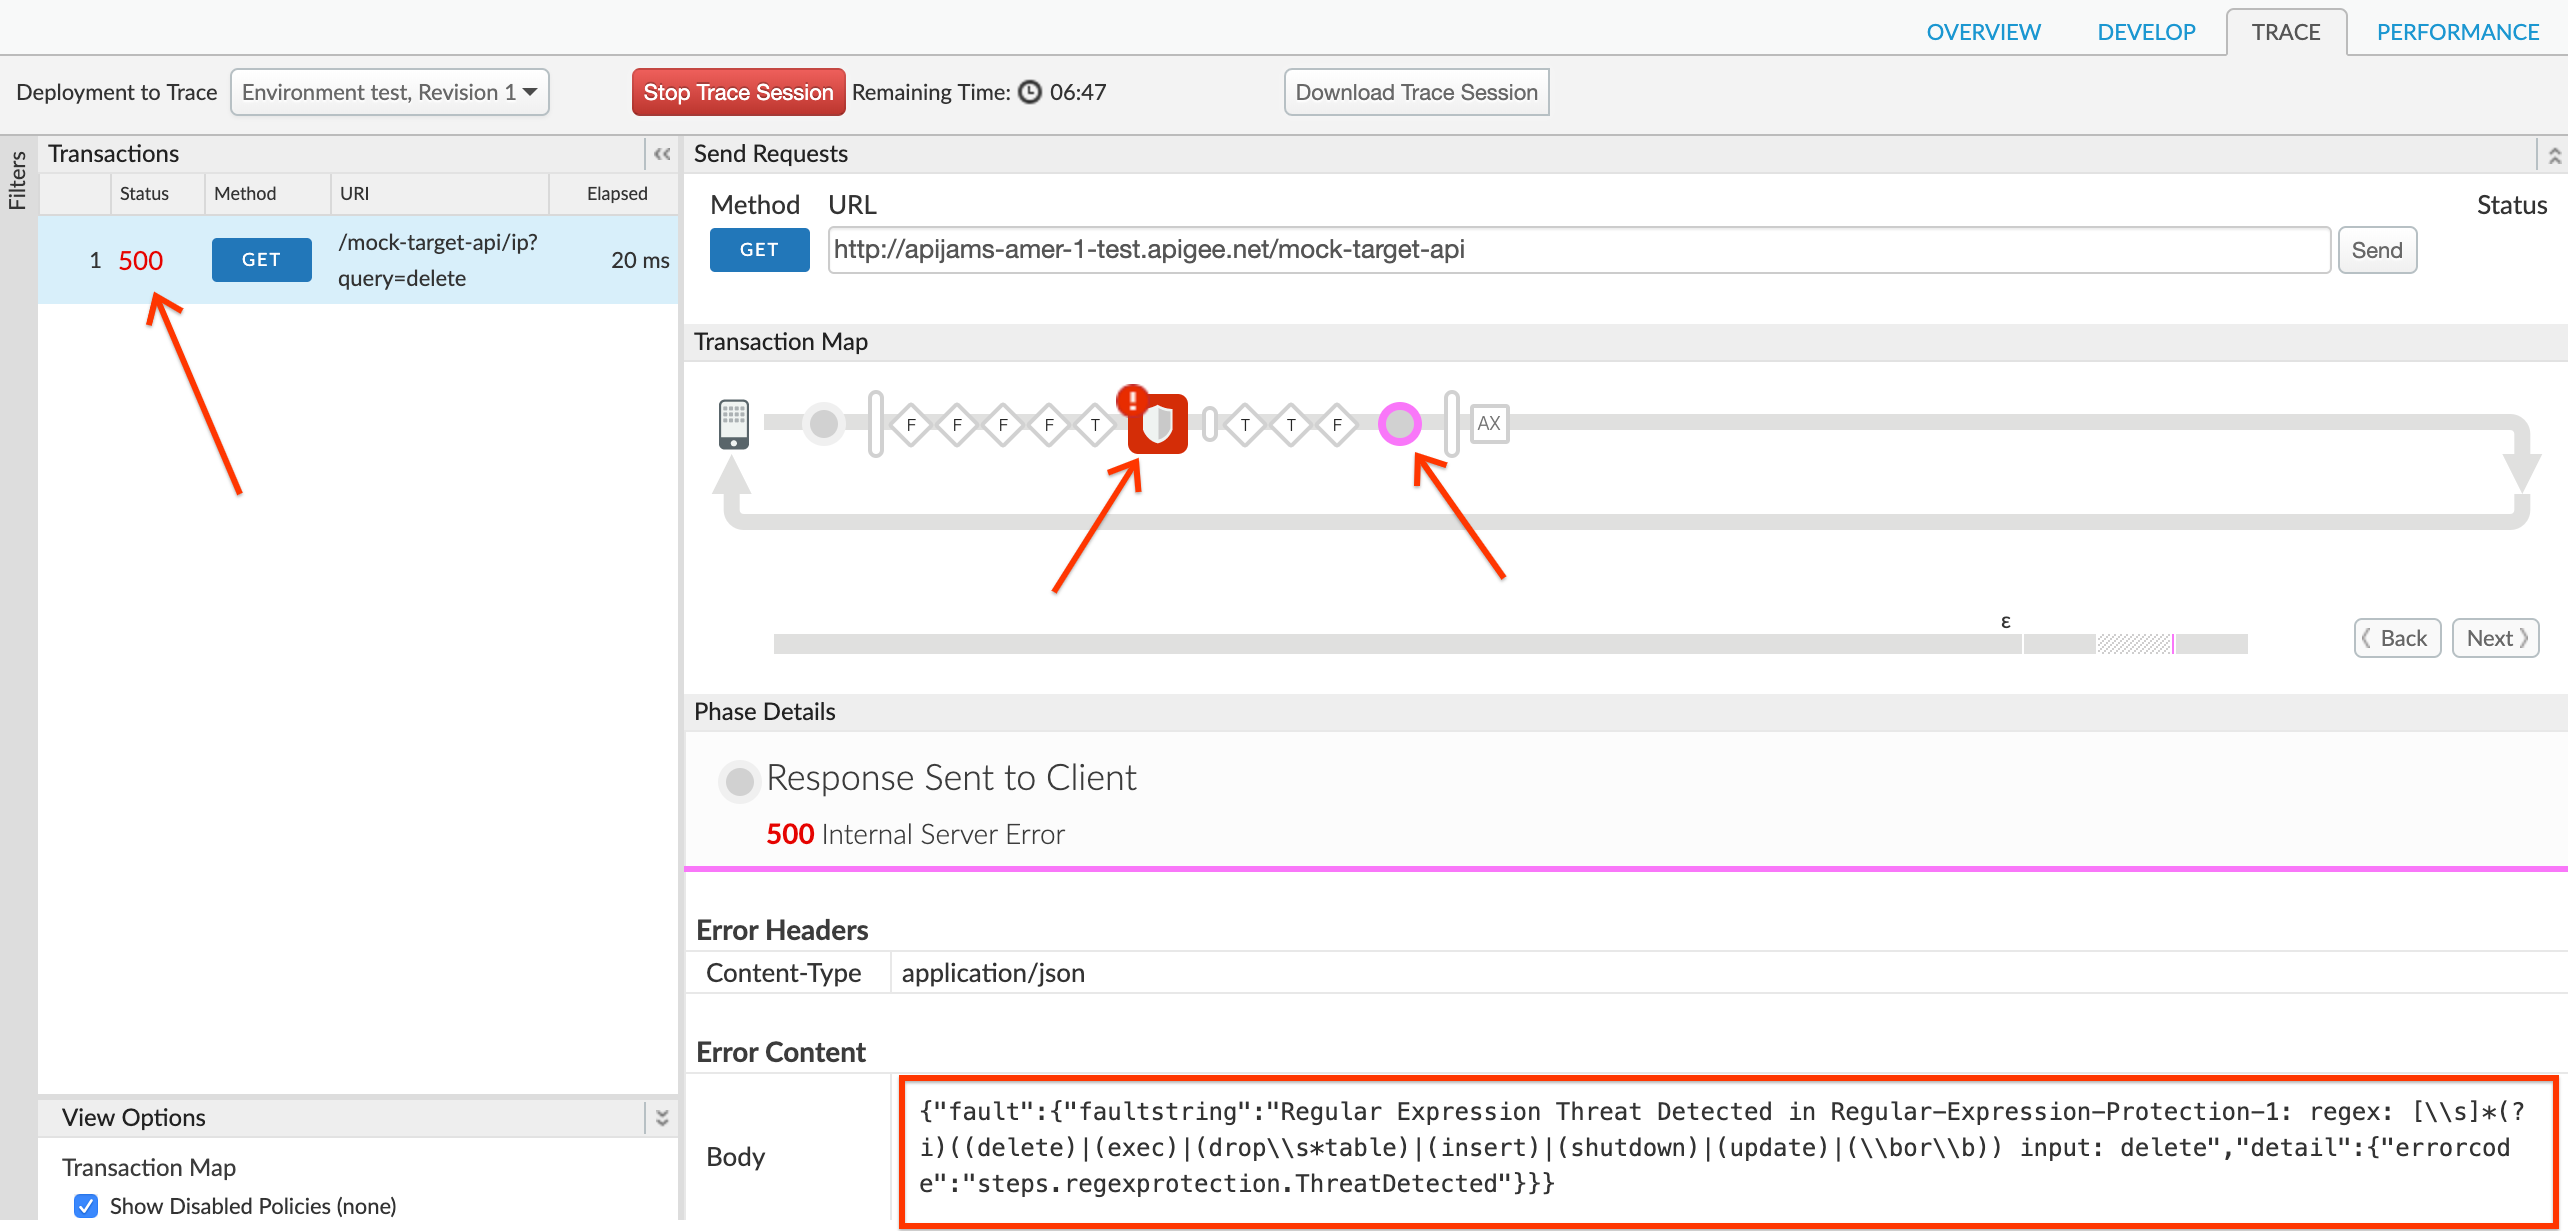 OVERVIEW DEVELOP TRACE PERFORMANCE
Deployment to Trace Environment test, Revision 1 Stop Trace Session Remaining Time: 06:47 Download Trace Session
Filters
Transactions
Status Method URI Elapsed
1 500 GET /mock-target-api/ip?
query=delete 20 ms
Send Requests
Method URL Status
GET http://apijams-amer-1-test.apigee.net/mock-target-api Send
Transaction Map
F F F F T ! T T F AX
ε
Back Next
Phase Details
Response Sent to Client
500 Internal Server Error
Error Headers
Content-Type application/json
Error Content
Body
{"fault":{"faultstring":"Regular Expression Threat Detected in Regular-Expression-Protection-1: regex: [\\s]*(?
i)((delete)|(exec)|(drop\\s*table)|(insert)|(shutdown)|(update)|(\\bor\\b)) input: delete","detail":{"errorcod
e":"steps.regexprotection.ThreatDetected"}}}
View Options
Transaction Map
Show Disabled Policies (none)